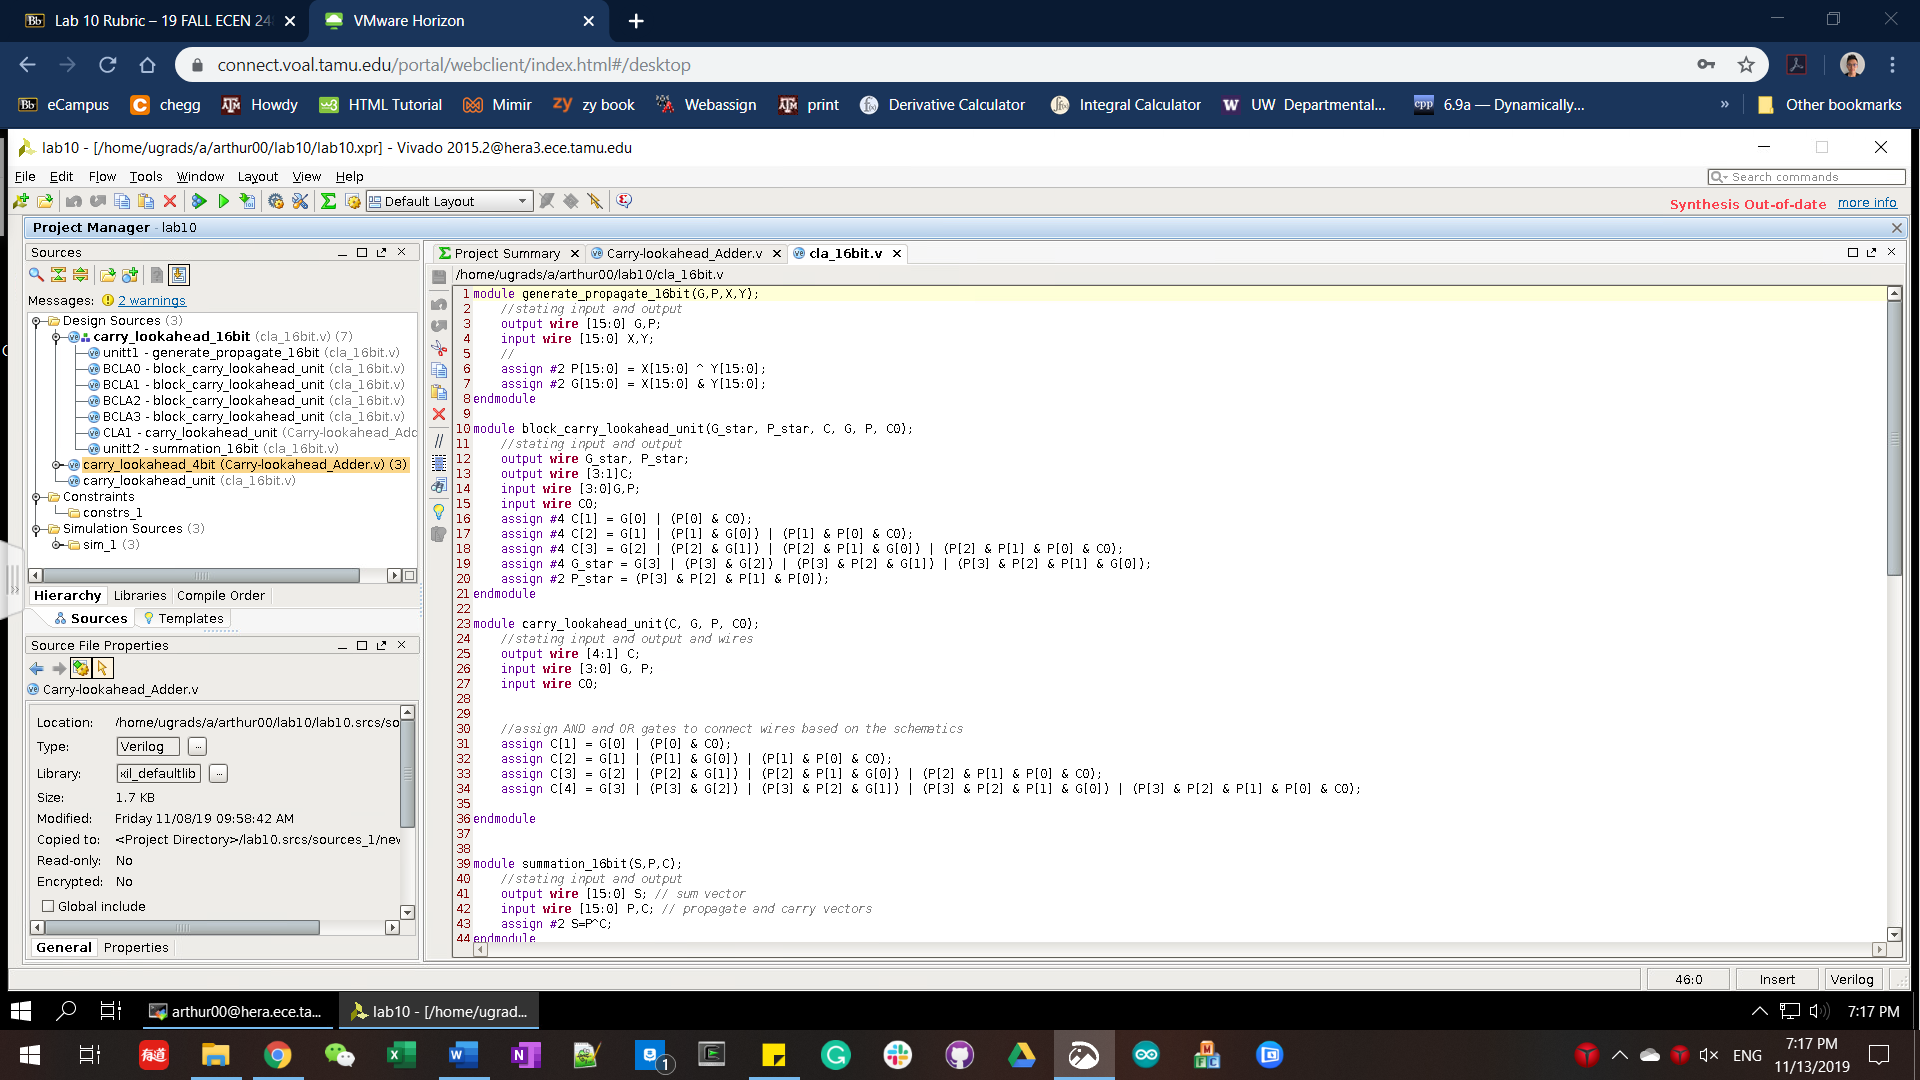 Lab 10 Rubric – 19 FALL ECEN 24
VMware Horizon
connect.voal.tamu.edu/portal/webclient/index.html#/desktop
eCampus
chegg
Howdy
HTML Tutorial
Mimir
zy book
Webassign
print
Derivative Calculator
Integral Calculator
UW Departmental...
6.9a — Dynamically,...
»
Other bookmarks
lab10 - [/home/ugrads/a/arthur00/lab10/lab10.xpr] - Vivado 2015.2@hera3.ece.tamu.edu
File Edit Flow Tools Window Layout View Help
Search commands
Default Layout
Synthesis Out-of-date more info
Project Manager - lab10
Sources
Messages: 2 warnings
Design Sources (3)
carry_lookahead_16bit (cla_16bit.v) (7)
unitt1 - generate_propagate_16bit (cla_16bit.v)
BCLA0 - block_carry_lookahead_unit (cla_16bit.v)
BCLA1 - block_carry_lookahead_unit (cla_16bit.v)
BCLA2 - block_carry_lookahead_unit (cla_16bit.v)
BCLA3 - block_carry_lookahead_unit (cla_16bit.v)
CLA1 - carry_lookahead_unit (Carry-lookahead_Add
unitt2 - summation_16bit (cla_16bit.v)
carry_lookahead_4bit (Carry-lookahead_Adder.v) (3)
carry_lookahead_unit (cla_16bit.v)
Constraints
constrs_1
Simulation Sources (3)
sim_1 (3)
Hierarchy Libraries Compile Order
Sources Templates
Source File Properties
Carry-lookahead_Adder.v
Location: /home/ugrads/a/arthur00/lab10/lab10.srcs/so
Type: Verilog
Library: xil_defaultlib
Size: 1.7 KB
Modified: Friday 11/08/19 09:58:42 AM
Copied to: <Project Directory>/lab10.srcs/sources_1/new
Read-only: No
Encrypted: No
Global include
General Properties
Project Summary
Carry-lookahead_Adder.v
cla_16bit.v
/home/ugrads/a/arthur00/lab10/cla_16bit.v
1 module generate_propagate_16bit(G,P,X,Y);
2 //stating input and output
3 output wire [15:0] G,P;
4 input wire [15:0] X,Y;
5 //
6 assign #2 P[15:0] = X[15:0] ^ Y[15:0];
7 assign #2 G[15:0] = X[15:0] & Y[15:0];
8 endmodule
9
10 module block_carry_lookahead_unit(G_star, P_star, C, G, P, C0);
11 //stating input and output
12 output wire G_star, P_star;
13 output wire [3:1]C;
14 input wire [3:0]G,P;
15 input wire C0;
16 assign #4 C[1] = G[0] | (P[0] & C0);
17 assign #4 C[2] = G[1] | (P[1] & G[0]) | (P[1] & P[0] & C0);
18 assign #4 C[3] = G[2] | (P[2] & G[1]) | (P[2] & P[1] & G[0]) | (P[2] & P[1] & P[0] & C0);
19 assign #4 G_star = G[3] | (P[3] & G[2]) | (P[3] & P[2] & G[1]) | (P[3] & P[2] & P[1] & G[0]);
20 assign #2 P_star = (P[3] & P[2] & P[1] & P[0]);
21 endmodule
22
23 module carry_lookahead_unit(C, G, P, C0);
24 //stating input and output and wires
25 output wire [4:1] C;
26 input wire [3:0] G, P;
27 input wire C0;
28
29
30 //assign AND and OR gates to connect wires based on the schematics
31 assign C[1] = G[0] | (P[0] & C0);
32 assign C[2] = G[1] | (P[1] & G[0]) | (P[1] & P[0] & C0);
33 assign C[3] = G[2] | (P[2] & G[1]) | (P[2] & P[1] & G[0]) | (P[2] & P[1] & P[0] & C0);
34 assign C[4] = G[3] | (P[3] & G[2]) | (P[3] & P[2] & G[1]) | (P[3] & P[2] & P[1] & G[0]) | (P[3] & P[2] & P[1] & P[0] & C0);
35
36 endmodule
37
38
39 module summation_16bit(S,P,C);
40 //stating input and output
41 output wire [15:0] S; // sum vector
42 input wire [15:0] P,C; // propagate and carry vectors
43 assign #2 S=P^C;
44 endmodule
46:0 Insert Verilog
arthur00@hera.ece.ta...
lab10 - [/home/ugrad...
7:17 PM
有道
1
ENG
7:17 PM
11/13/2019